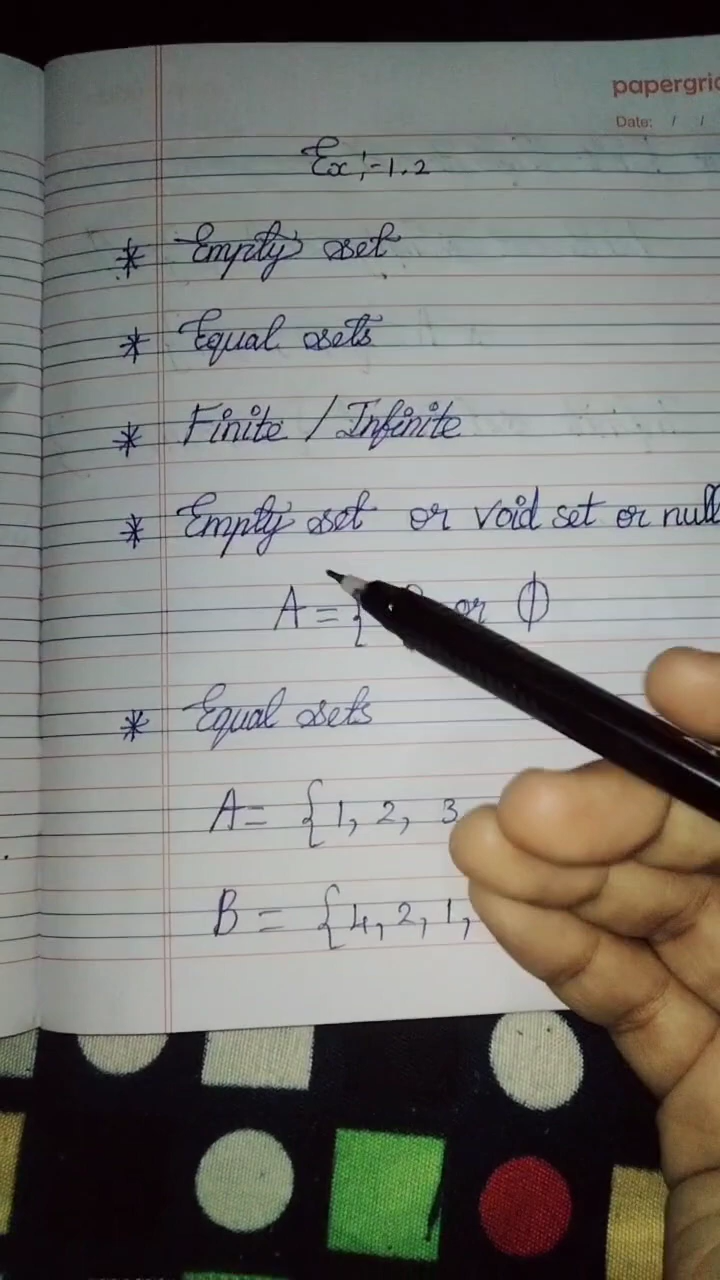 papergri
Date: / /
Ex:-1.2
* Empty set
* Equal sets
* Finite / Infinite
* Empty set or void set or null
A = { or Φ
* Equal sets
A = {1, 2, 3
B = {4, 2, 1,